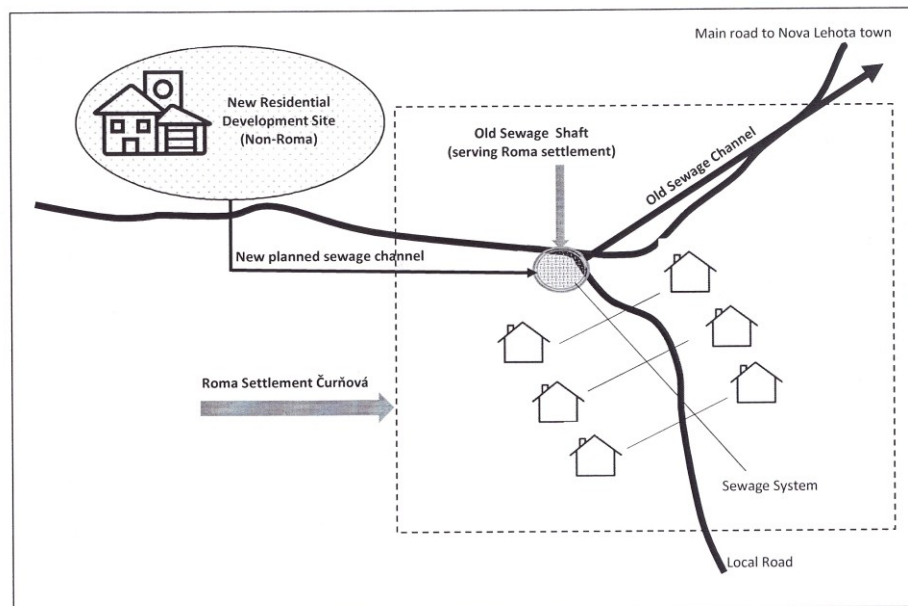 Main road to Nova Lehota town
New Residential
Development Site
(Non-Roma)
Old Sewage Shaft
(serving Roma settlement)
Old Sewage Channel
New planned sewage channel
Roma Settlement Čurňová
Sewage System
Local Road